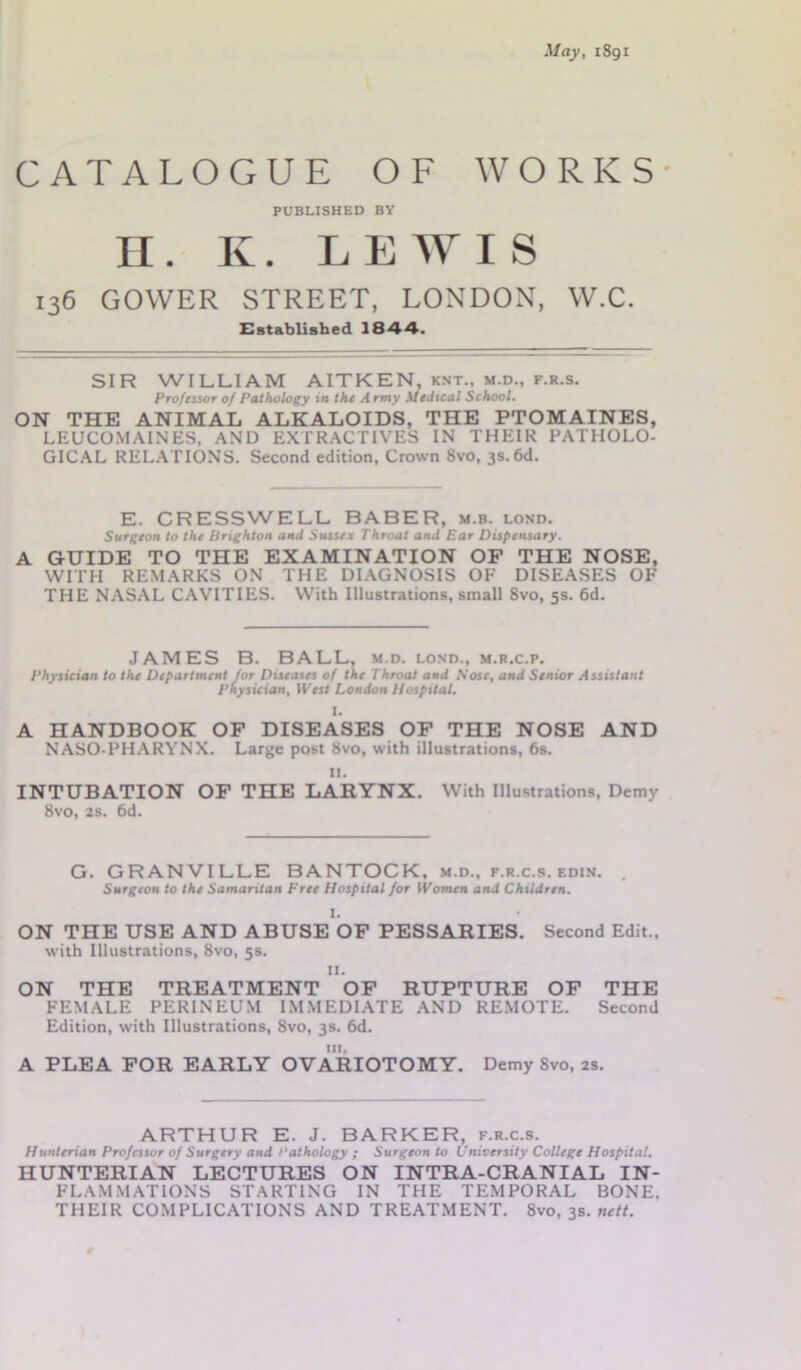 May, 1891
CATALOGUE OF WORKS
PUBLISHED BY
H. K. LEWIS
136 GOWER STREET, LONDON, W.C.
Established 1844.
SIR WILLIAM AITKEN, KNT., M.D., F.R.S.
Professor of Pathology in the Army Medical School.
ON THE ANIMAL ALKALOIDS, THE PTOMAINES,
LEUCOMAINES, AND EXTRACTIVES IN THEIR PATHOLO-
GICAL RELATIONS. Second edition, Crown 8vo, 3s. 6d.
E. CRESSWELL BABER, M.B. LOND.
Surgeon to the Brighton and Sussex Throat and Ear Dispensary.
A GUIDE TO THE EXAMINATION OF THE NOSE,
WITH REMARKS ON THE DIAGNOSIS OF DISEASES OF
THE NASAL CAVITIES. With Illustrations, small 8vo, 5s. 6d.
JAMES B. BALL, M.D. LOND., M.R.C.P.
Physician to the Department for Diseases of the Throat and Nose, and Senior Assistant
Physician, West London Hospital.
I.
A HANDBOOK OF DISEASES OF THE NOSE AND
NASO-PHARYNX. Large post 8vo, with illustrations, 6s.
II.
INTUBATION OF THE LARYNX. With Illustrations, Demy
8vo, 2s. 6d.
G. GRANVILLE BANTOCK, M.D., F.R.C.S. EDIN.
Surgeon to the Samaritan Free Hospital for Women and Children.
I.
ON THE USE AND ABUSE OF PESSARIES. Second Edit.,
with Illustrations, 8vo, 5s.
II.
ON THE TREATMENT OF RUPTURE OF THE
FEMALE PERINEUM IMMEDIATE AND REMOTE. Second
Edition, with Illustrations, 8vo, 3s. 6d.
III.
A PLEA FOR EARLY OVARIOTOMY. Demy 8vo, 2s.
ARTHUR E. J. BARKER, F.R.C.S.
Hunterian Professor of Surgery and Pathology ; Surgeon to University College Hospital.
HUNTERIAN LECTURES ON INTRA-CRANIAL IN-
FLAMMATIONS STARTING IN THE TEMPORAL BONE,
THEIR COMPLICATIONS AND TREATMENT. 8vo, 3s. nett.